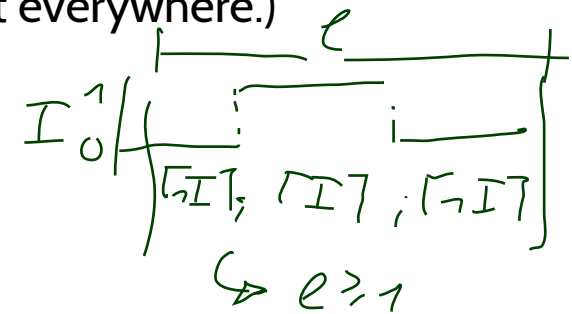 t everywhere.)
ℓ
I 1
0
(⌈¬I⌉; ⌈I⌉ ; ⌈¬I⌉)
↳ ℓ ≥ 1